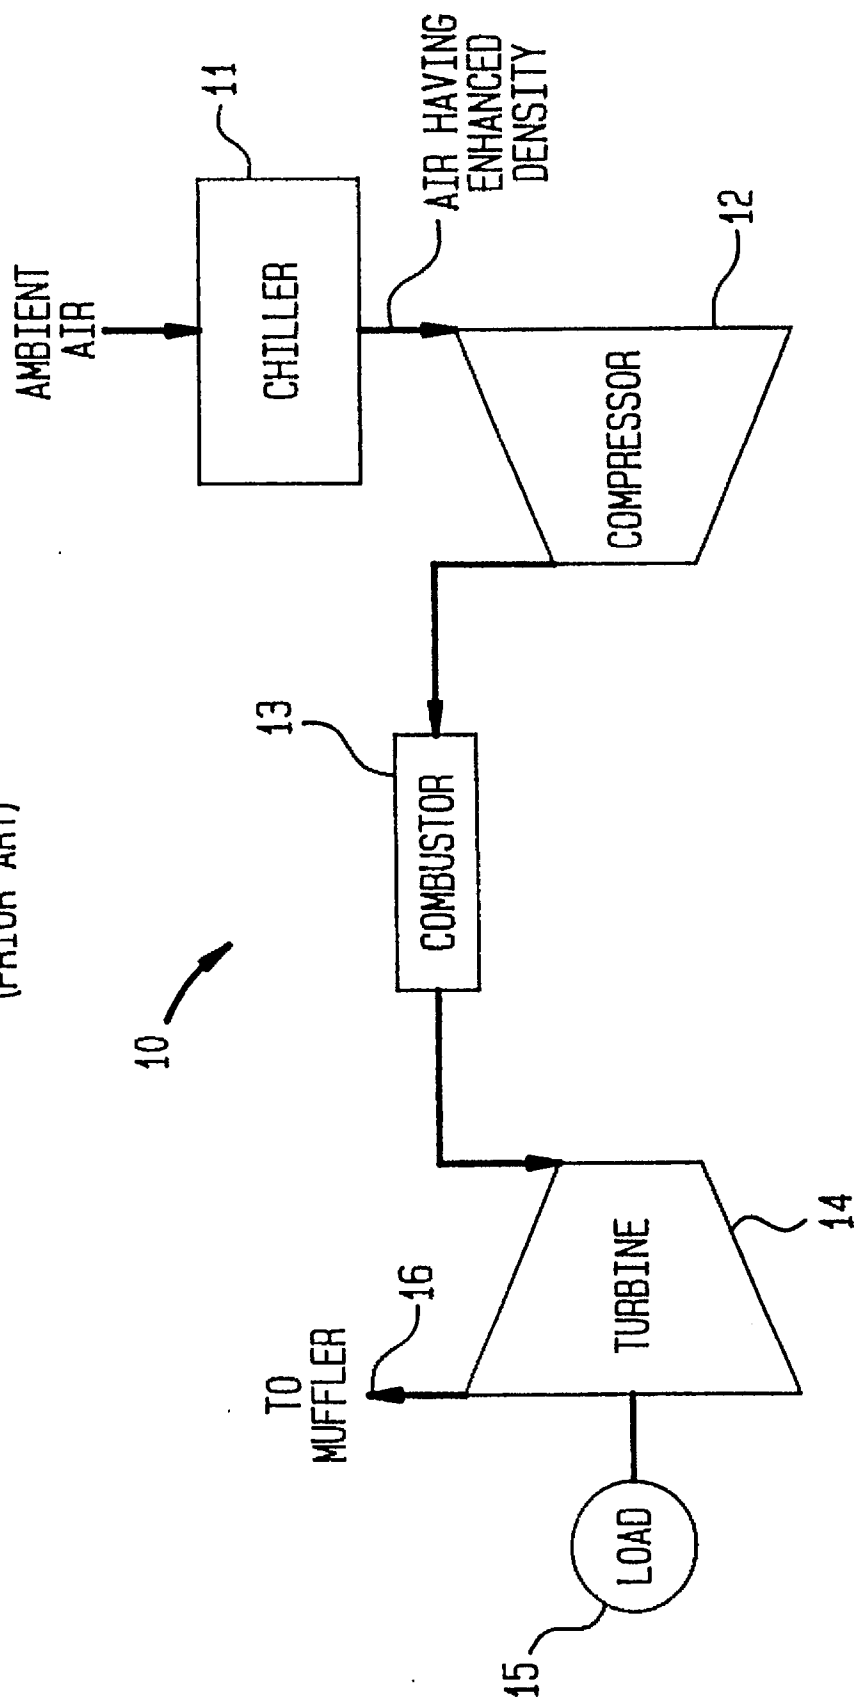 (PRIOR ART)
AMBIENT
AIR
10
11
CHILLER
13
TO
MUFFLER
16
AIR HAVING
ENHANCED
DENSITY
COMBUSTOR
15
LOAD
TURBINE
COMPRESSOR
12
14